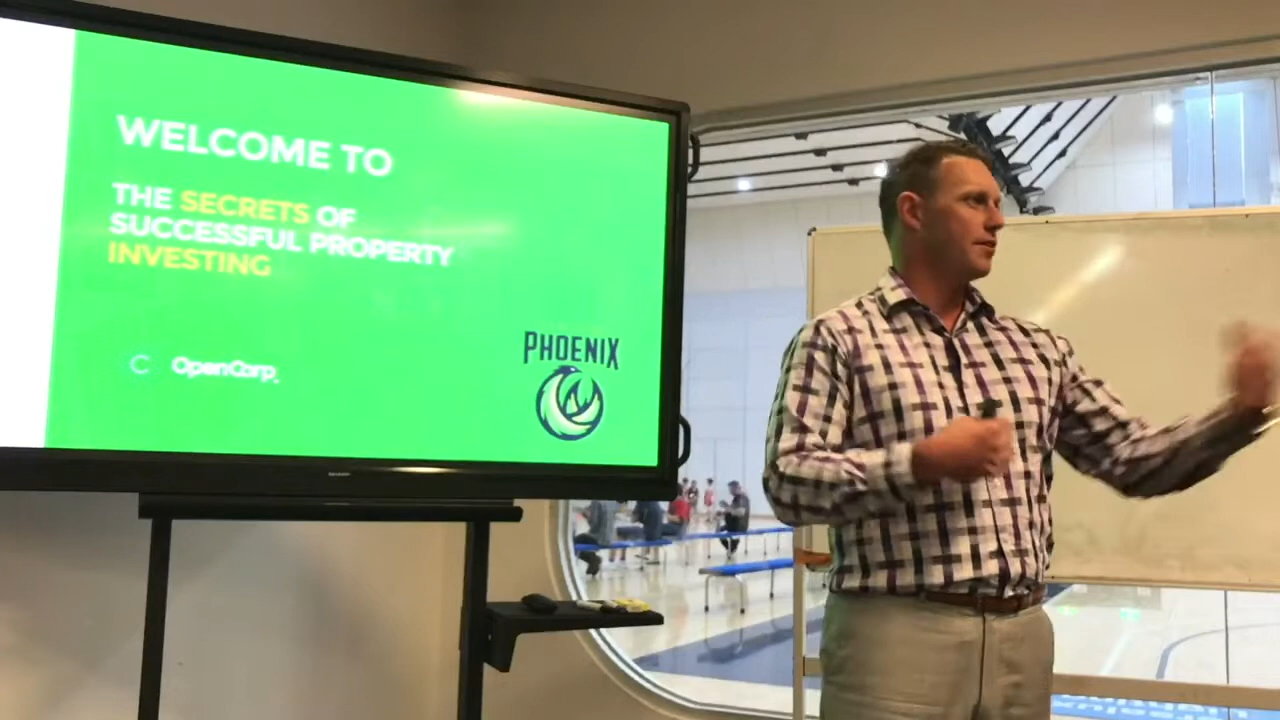 WELCOME TO
THE SECRETS OF
SUCCESSFUL PROPERTY
INVESTING
C OpenCorp
PHOENIX